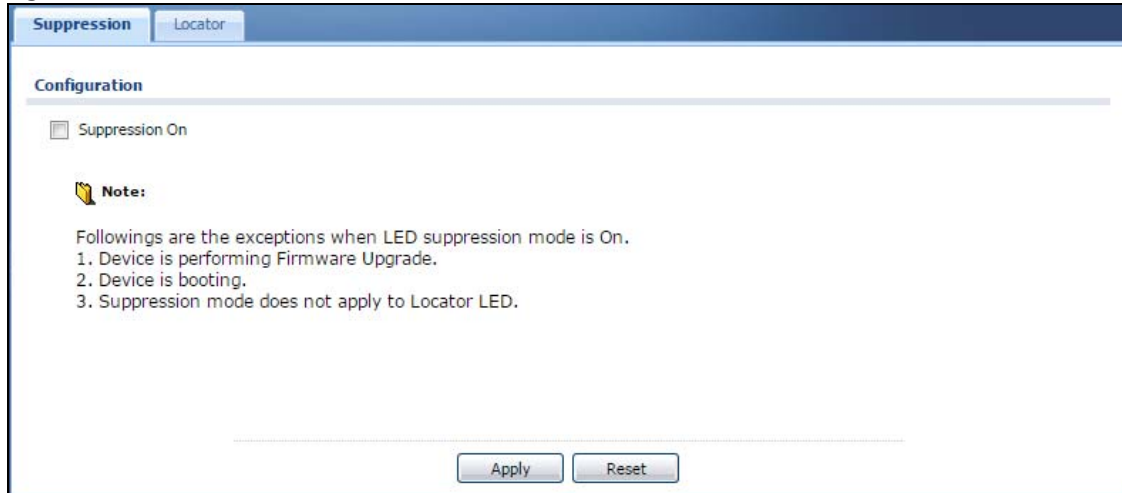 Suppression
Locator
Configuration
Suppression On
Note:
Followings are the exceptions when LED suppression mode is On.
1. Device is performing Firmware Upgrade.
2. Device is booting.
3. Suppression mode does not apply to Locator LED.
Apply
Reset